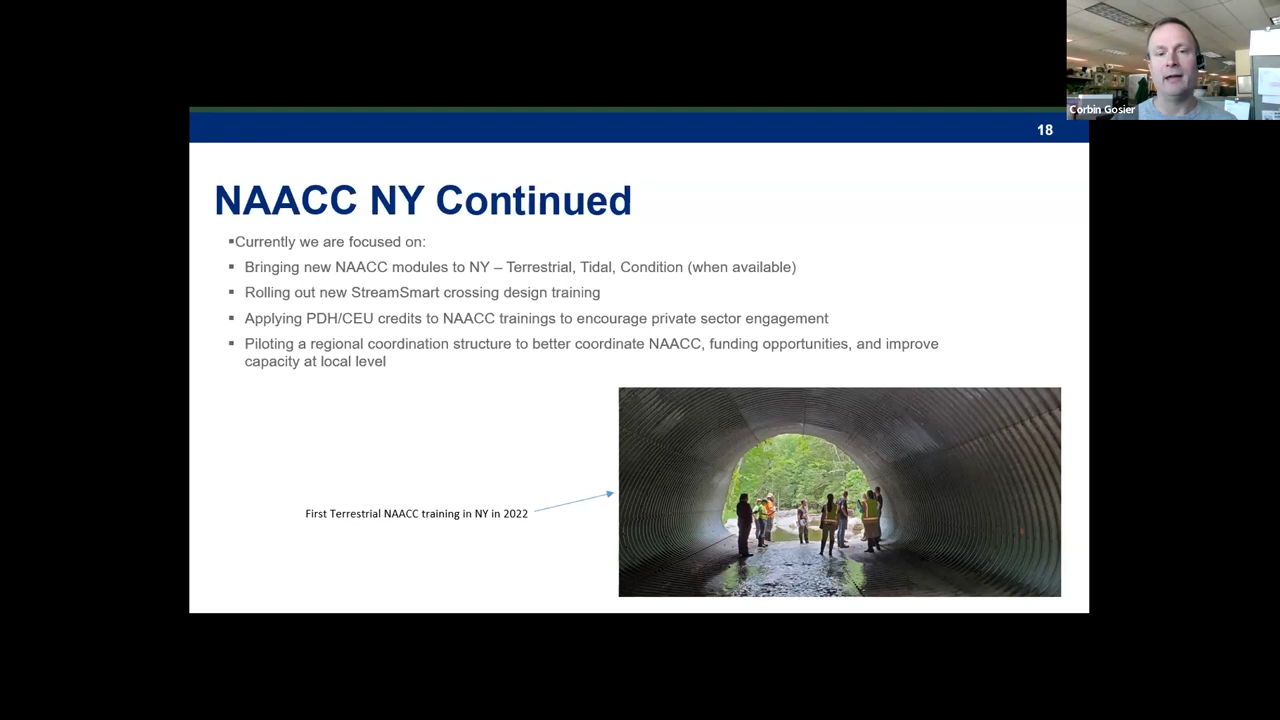 Corbin Gosier
18
NAACC NY Continued
▪Currently we are focused on:
▪ Bringing new NAACC modules to NY – Terrestrial, Tidal, Condition (when available)
▪ Rolling out new StreamSmart crossing design training
▪ Applying PDH/CEU credits to NAACC trainings to encourage private sector engagement
▪ Piloting a regional coordination structure to better coordinate NAACC, funding opportunities, and improve
capacity at local level
First Terrestrial NAACC training in NY in 2022